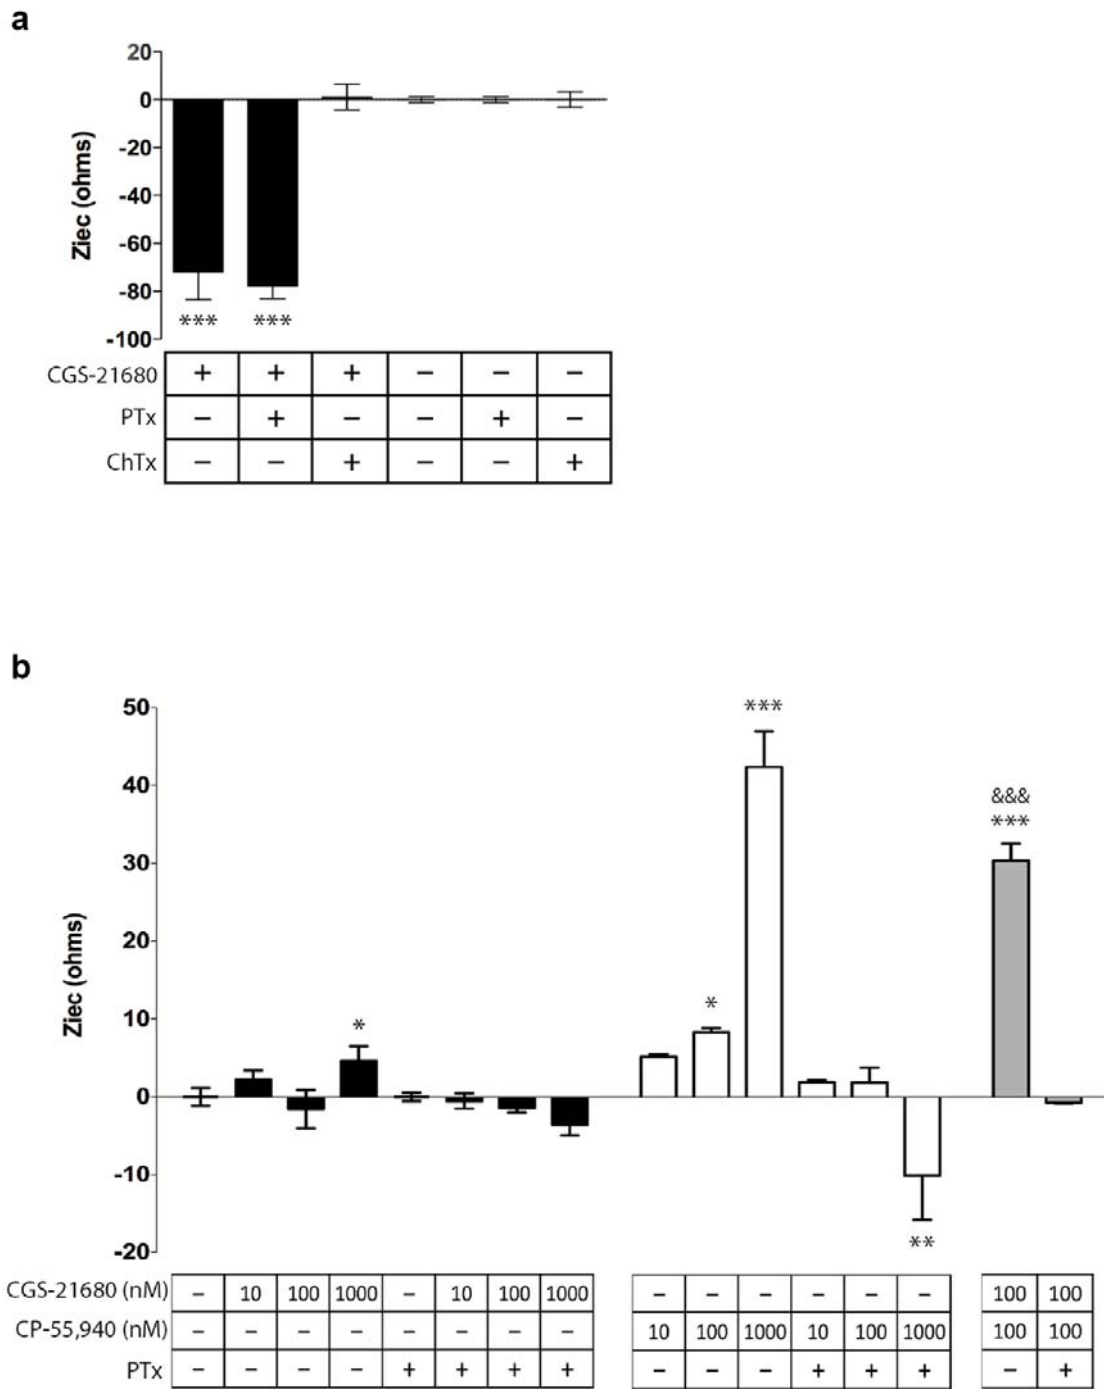 a
20
0
-20
-40
-60
-80
-100
Ziec (ohms)
*** ***
CGS-21680 + + + − − −
PTx − + − − + −
ChTx − − + − − +
b
50
40
30
20
10
0
-10
-20
Ziec (ohms)
*
*
***
**
&&&
***
CGS-21680 (nM) − 10 100 1000 − 10 100 1000 − − − − − − 100 100
CP-55,940 (nM) − − − − − − − − 10 100 1000 10 100 1000 100 100
PTx − − − − + + + + − − − + + + − +